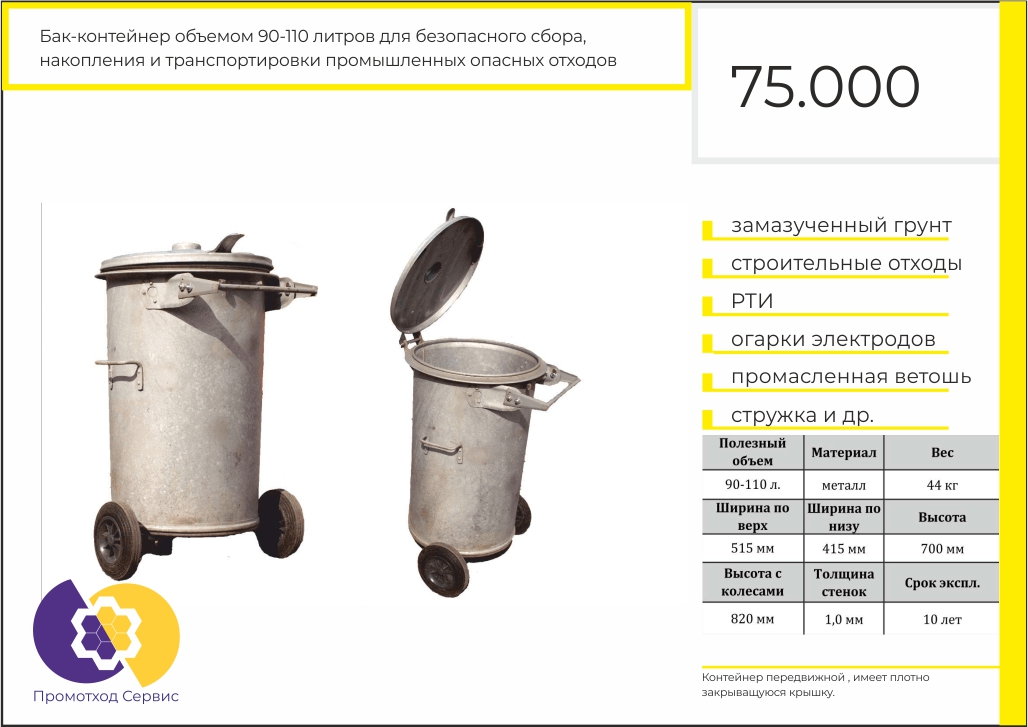 Бак-контейнер объемом 90-110 литров для безопасного сбора,
накопления и транспортировки промышленных опасных отходов
75.000
замазученный грунт
строительные отходы
РТИ
огарки электродов
промасленная ветошь
стружка и др.
Полезный объем Материал Вес
90-110 л. металл 44 кг
Ширина по верх Ширина по низу Высота
515 мм 415 мм 700 мм
Высота с колесами Толщина стенок Срок экспл.
820 мм 1,0 мм 10 лет
Контейнер передвижной , имеет плотно
закрыващуюся крышку.
Промотход Сервис